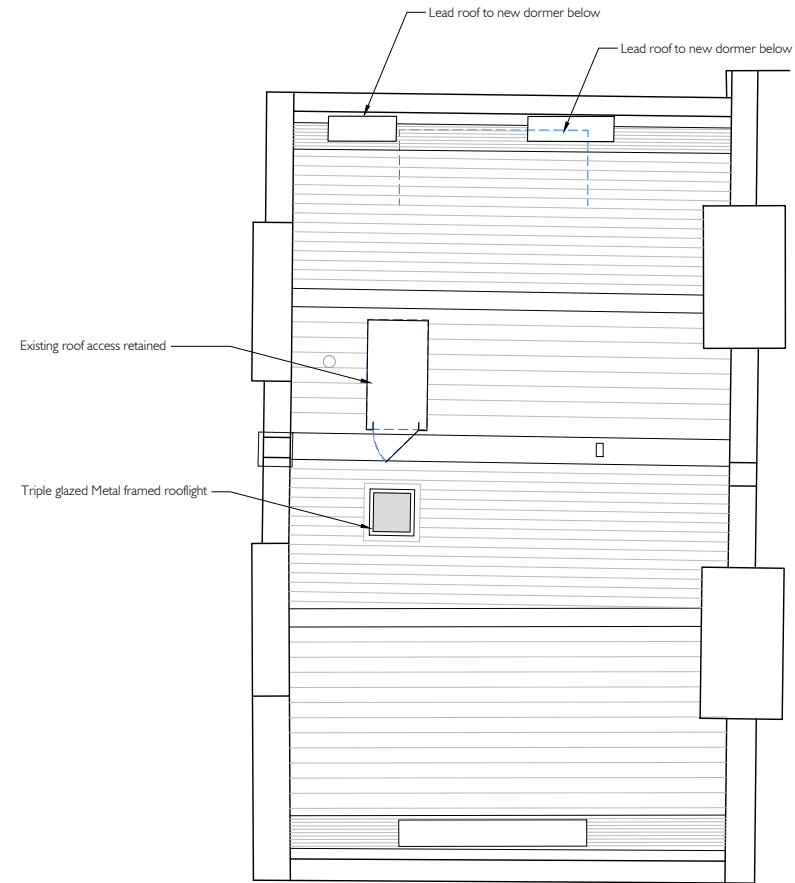 Lead roof to new dormer below
Lead roof to new dormer below
Existing roof access retained
Triple glazed Metal framed rooflight